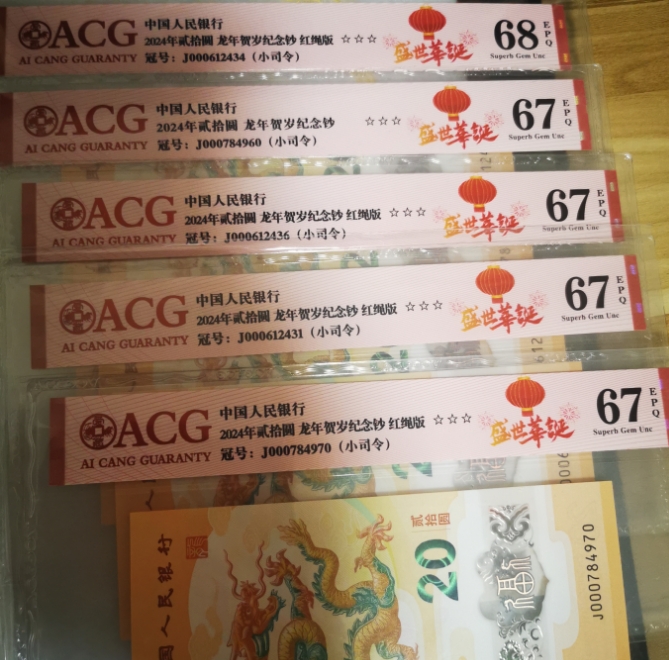 ACG
AI CANG GUARANTY
中国人民银行
2024年贰拾圆 龙年贺岁纪念钞 红绳版 ☆☆☆
冠号：J000612434（小司令）
盛世華誕
68 EPQ
Superb Gem Unc
ACG
AI CANG GUARANTY
中国人民银行
2024年贰拾圆 龙年贺岁纪念钞 ☆☆☆
冠号：J000784960（小司令）
盛世華誕
67 EPQ
Superb Gem Unc
ACG
AI CANG GUARANTY
中国人民银行
2024年贰拾圆 龙年贺岁纪念钞 红绳版 ☆☆☆
冠号：J000612436（小司令）
盛世華誕
67 EPQ
Superb Gem Unc
ACG
AI CANG GUARANTY
中国人民银行
2024年贰拾圆 龙年贺岁纪念钞 红绳版 ☆☆☆
冠号：J000612431（小司令）
盛世華誕
67 EPQ
Superb Gem Unc
ACG
AI CANG GUARANTY
中国人民银行
2024年贰拾圆 龙年贺岁纪念钞 红绳版 ☆☆☆
冠号：J000784970（小司令）
盛世華誕
67 EPQ
Superb Gem Unc
国人民银行
贰拾圆
20
福
J000784970